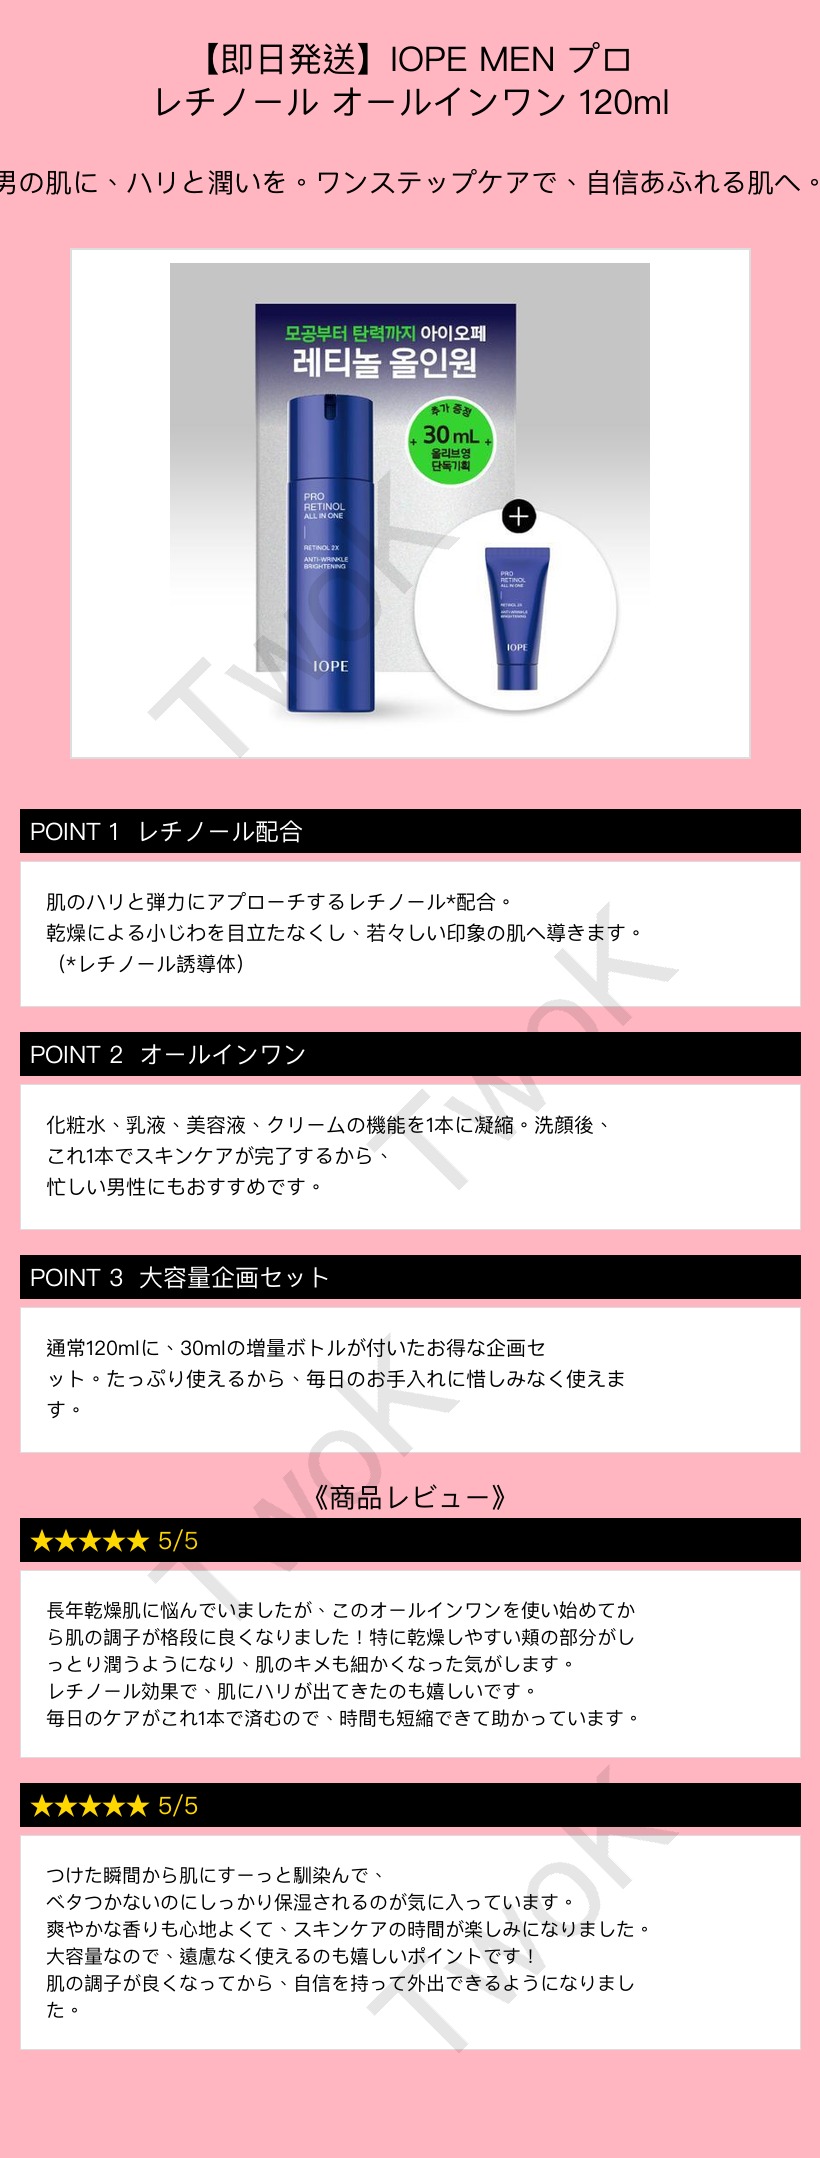 【即日発送】IOPE MEN プロ
レチノール オールインワン 120ml
男の肌に、ハリと潤いを。ワンステップケアで、自信あふれる肌へ。
모공부터 탄력까지 아이오페
레티놀 올인원
추가 증정
+ 30 mL +
올리브영
단독기획
PRO
RETINOL
ALL IN ONE
RETINOL 2X
ANTI-WRINKLE
BRIGHTENING
IOPE
+
PRO
RETINOL
ALL IN ONE
RETINOL 2X
ANTI-WRINKLE
BRIGHTENING
IOPE
TwoK
POINT 1 レチノール配合
肌のハリと弾力にアプローチするレチノール*配合。
乾燥による小じわを目立たなくし、若々しい印象の肌へ導きます。
（*レチノール誘導体）
TwoK
POINT 2 オールインワン
化粧水、乳液、美容液、クリームの機能を1本に凝縮。洗顔後、
これ1本でスキンケアが完了するから、
忙しい男性にもおすすめです。
POINT 3 大容量企画セット
通常120mlに、30mlの増量ボトルが付いたお得な企画セ
ット。たっぷり使えるから、毎日のお手入れに惜しみなく使えま
す。
TwoK
《商品レビュー》
★★★★★ 5/5
長年乾燥肌に悩んでいましたが、このオールインワンを使い始めてか
ら肌の調子が格段に良くなりました！特に乾燥しやすい頬の部分がし
っとり潤うようになり、肌のキメも細かくなった気がします。
レチノール効果で、肌にハリが出てきたのも嬉しいです。
毎日のケアがこれ1本で済むので、時間も短縮できて助かっています。
★★★★★ 5/5
つけた瞬間から肌にすーっと馴染んで、
ベタつかないのにしっかり保湿されるのが気に入っています。
爽やかな香りも心地よくて、スキンケアの時間が楽しみになりました。
大容量なので、遠慮なく使えるのも嬉しいポイントです！
肌の調子が良くなってから、自信を持って外出できるようになりまし
た。
TwoK